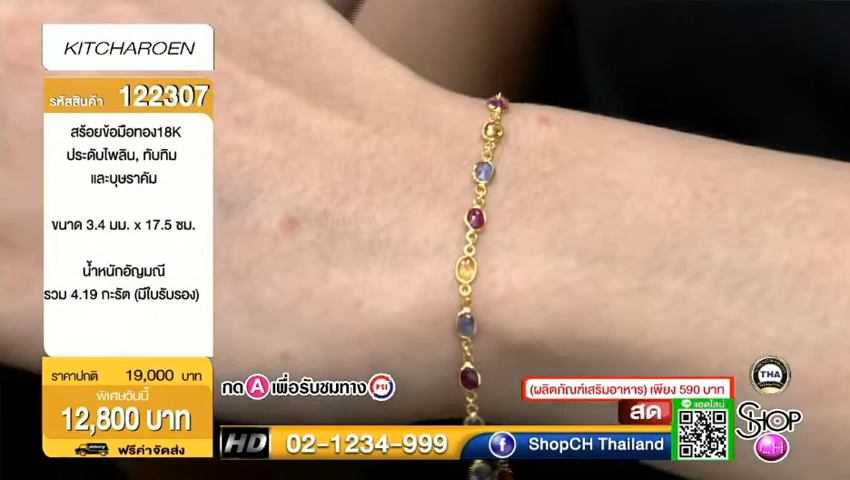 KITCHAROEN
รหัสสินค้า 122307
สร้อยข้อมือทอง18K
ประดับไพลิน, ทับทิม
และบุษราคัม
ขนาด 3.4 มม. x 17.5 ซม.
น้ำหนักอัญมณี
รวม 4.19 กะรัต (มีใบรับรอง)
ราคาปกติ 19,000 บาท
พิเศษวันนี้
12,800 บาท
ฟรีค่าจัดส่ง
กด A เพื่อรับชมทาง PSI
(ผลิตภัณฑ์เสริมอาหาร) เพียง 590 บาท
สด
แอดไลน์
HD 02-1234-999
f ShopCH Thailand
THA
SHOP